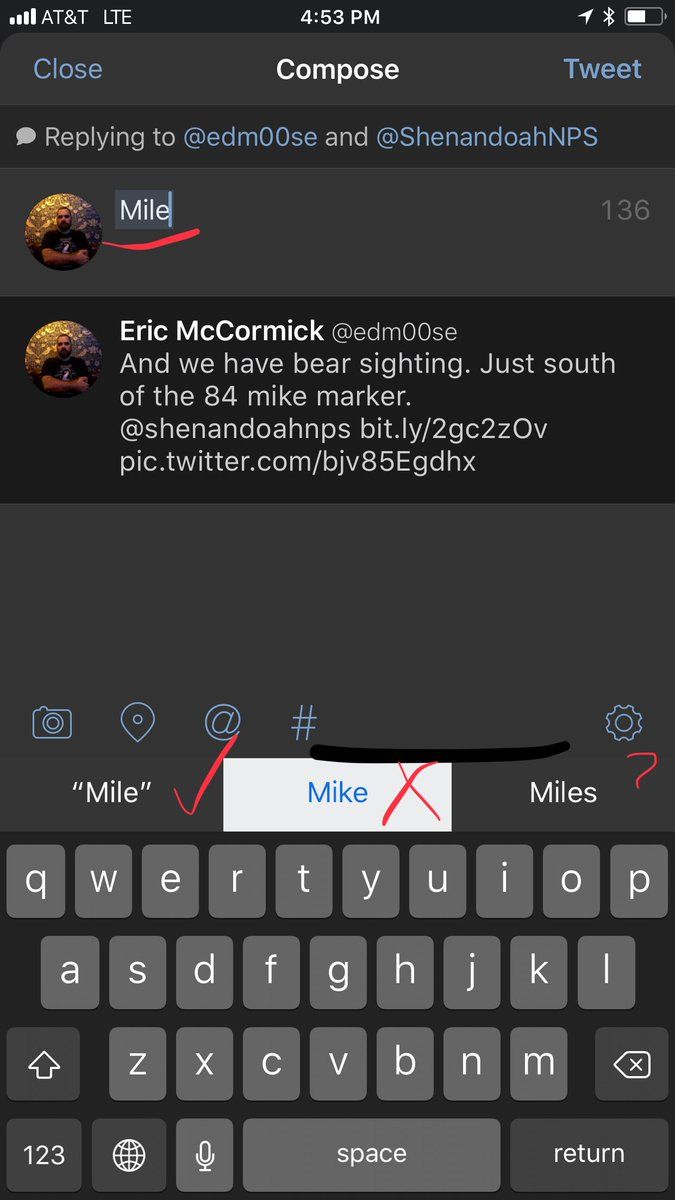 AT&T LTE 4:53 PM
Close Compose Tweet
Replying to @edm00se and @ShenandoahNPS
Mile 136
Eric McCormick @edm00se
And we have bear sighting. Just south
of the 84 mike marker.
@shenandoahnps bit.ly/2gc2zOv
pic.twitter.com/bjv85Egdhx
@ #
“Mile” Mike X Miles ?
q w e r t y u i o p
a s d f g h j k l
z x c v b n m
123 space return